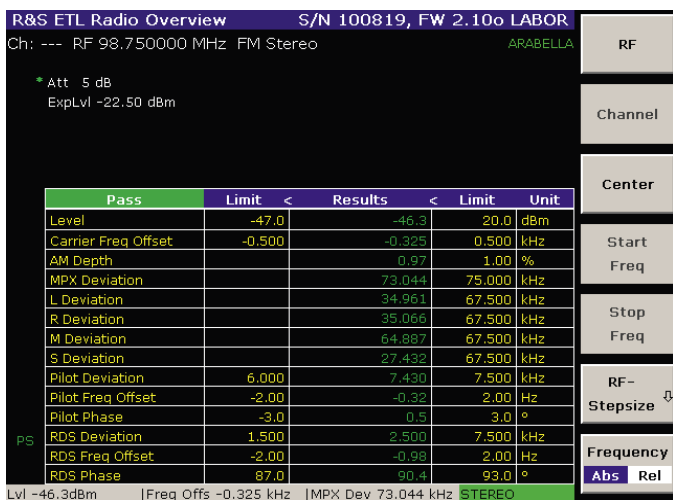 R&S ETL Radio Overview S/N 100819, FW 2.10o LABOR
Ch: --- RF 98.750000 MHz FM Stereo ARABELLA
* Att 5 dB
ExpLvl -22.50 dBm
Pass Limit < Results < Limit Unit
Level -47.0 -46.3 20.0 dBm
Carrier Freq Offset -0.500 -0.325 0.500 kHz
AM Depth 0.97 1.00 %
MPX Deviation 73.044 75.000 kHz
L Deviation 34.961 67.500 kHz
R Deviation 35.066 67.500 kHz
M Deviation 64.887 67.500 kHz
S Deviation 27.432 67.500 kHz
Pilot Deviation 6.000 7.430 7.500 kHz
Pilot Freq Offset -2.00 -0.32 2.00 Hz
Pilot Phase -3.0 0.5 3.0 °
PS
RDS Deviation 1.500 2.500 7.500 kHz
RDS Freq Offset -2.00 -0.98 2.00 Hz
RDS Phase 87.0 90.4 93.0 °
Lvl -46.3dBm |Freq Offs -0.325 kHz |MPX Dev 73.044 kHz STEREO
RF
Channel
Center
Start
Freq
Stop
Freq
RF-
Stepsize
Frequency
Abs Rel